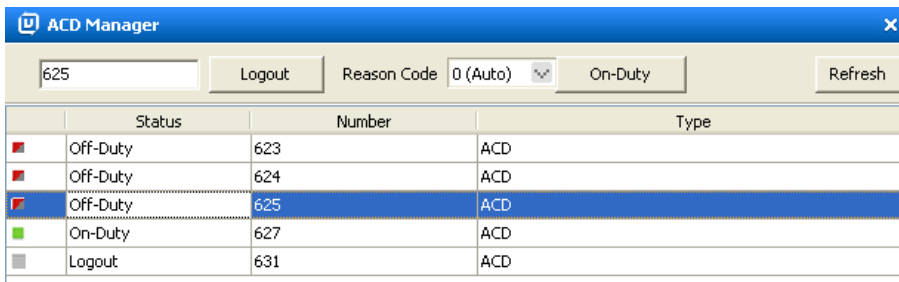 ACD Manager
625 Logout Reason Code 0 (Auto) On-Duty Refresh
Status Number Type
Off-Duty 623 ACD
Off-Duty 624 ACD
Off-Duty 625 ACD
On-Duty 627 ACD
Logout 631 ACD